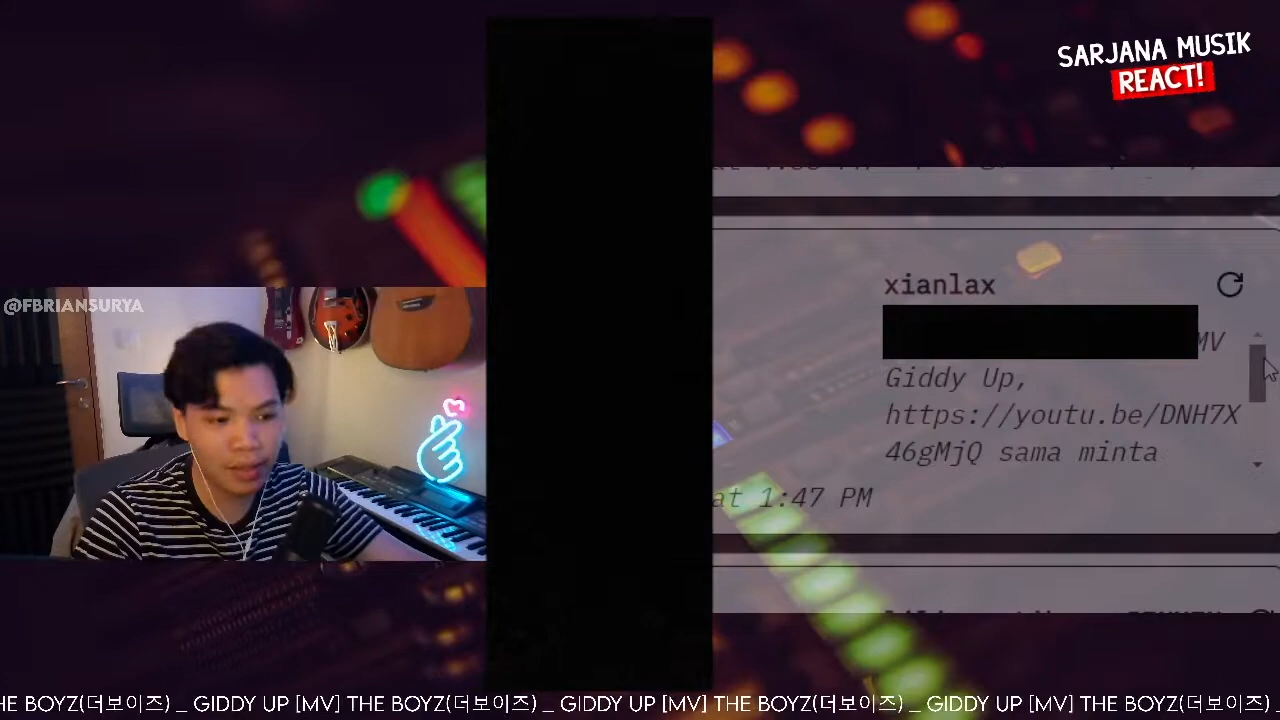 SARJANA MUSIK
REACT!
xianlax
MV
Giddy Up,
https://youtu.be/DNH7X
46gMjQ sama minta
at 1:47 PM
@FBRIANSURYA
HE BOYZ(더보이즈) _ GIDDY UP [MV] THE BOYZ(더보이즈) _ GIDDY UP [MV] THE BOYZ(더보이즈) _ GIDDY UP [MV] THE BOYZ(더보이즈) _